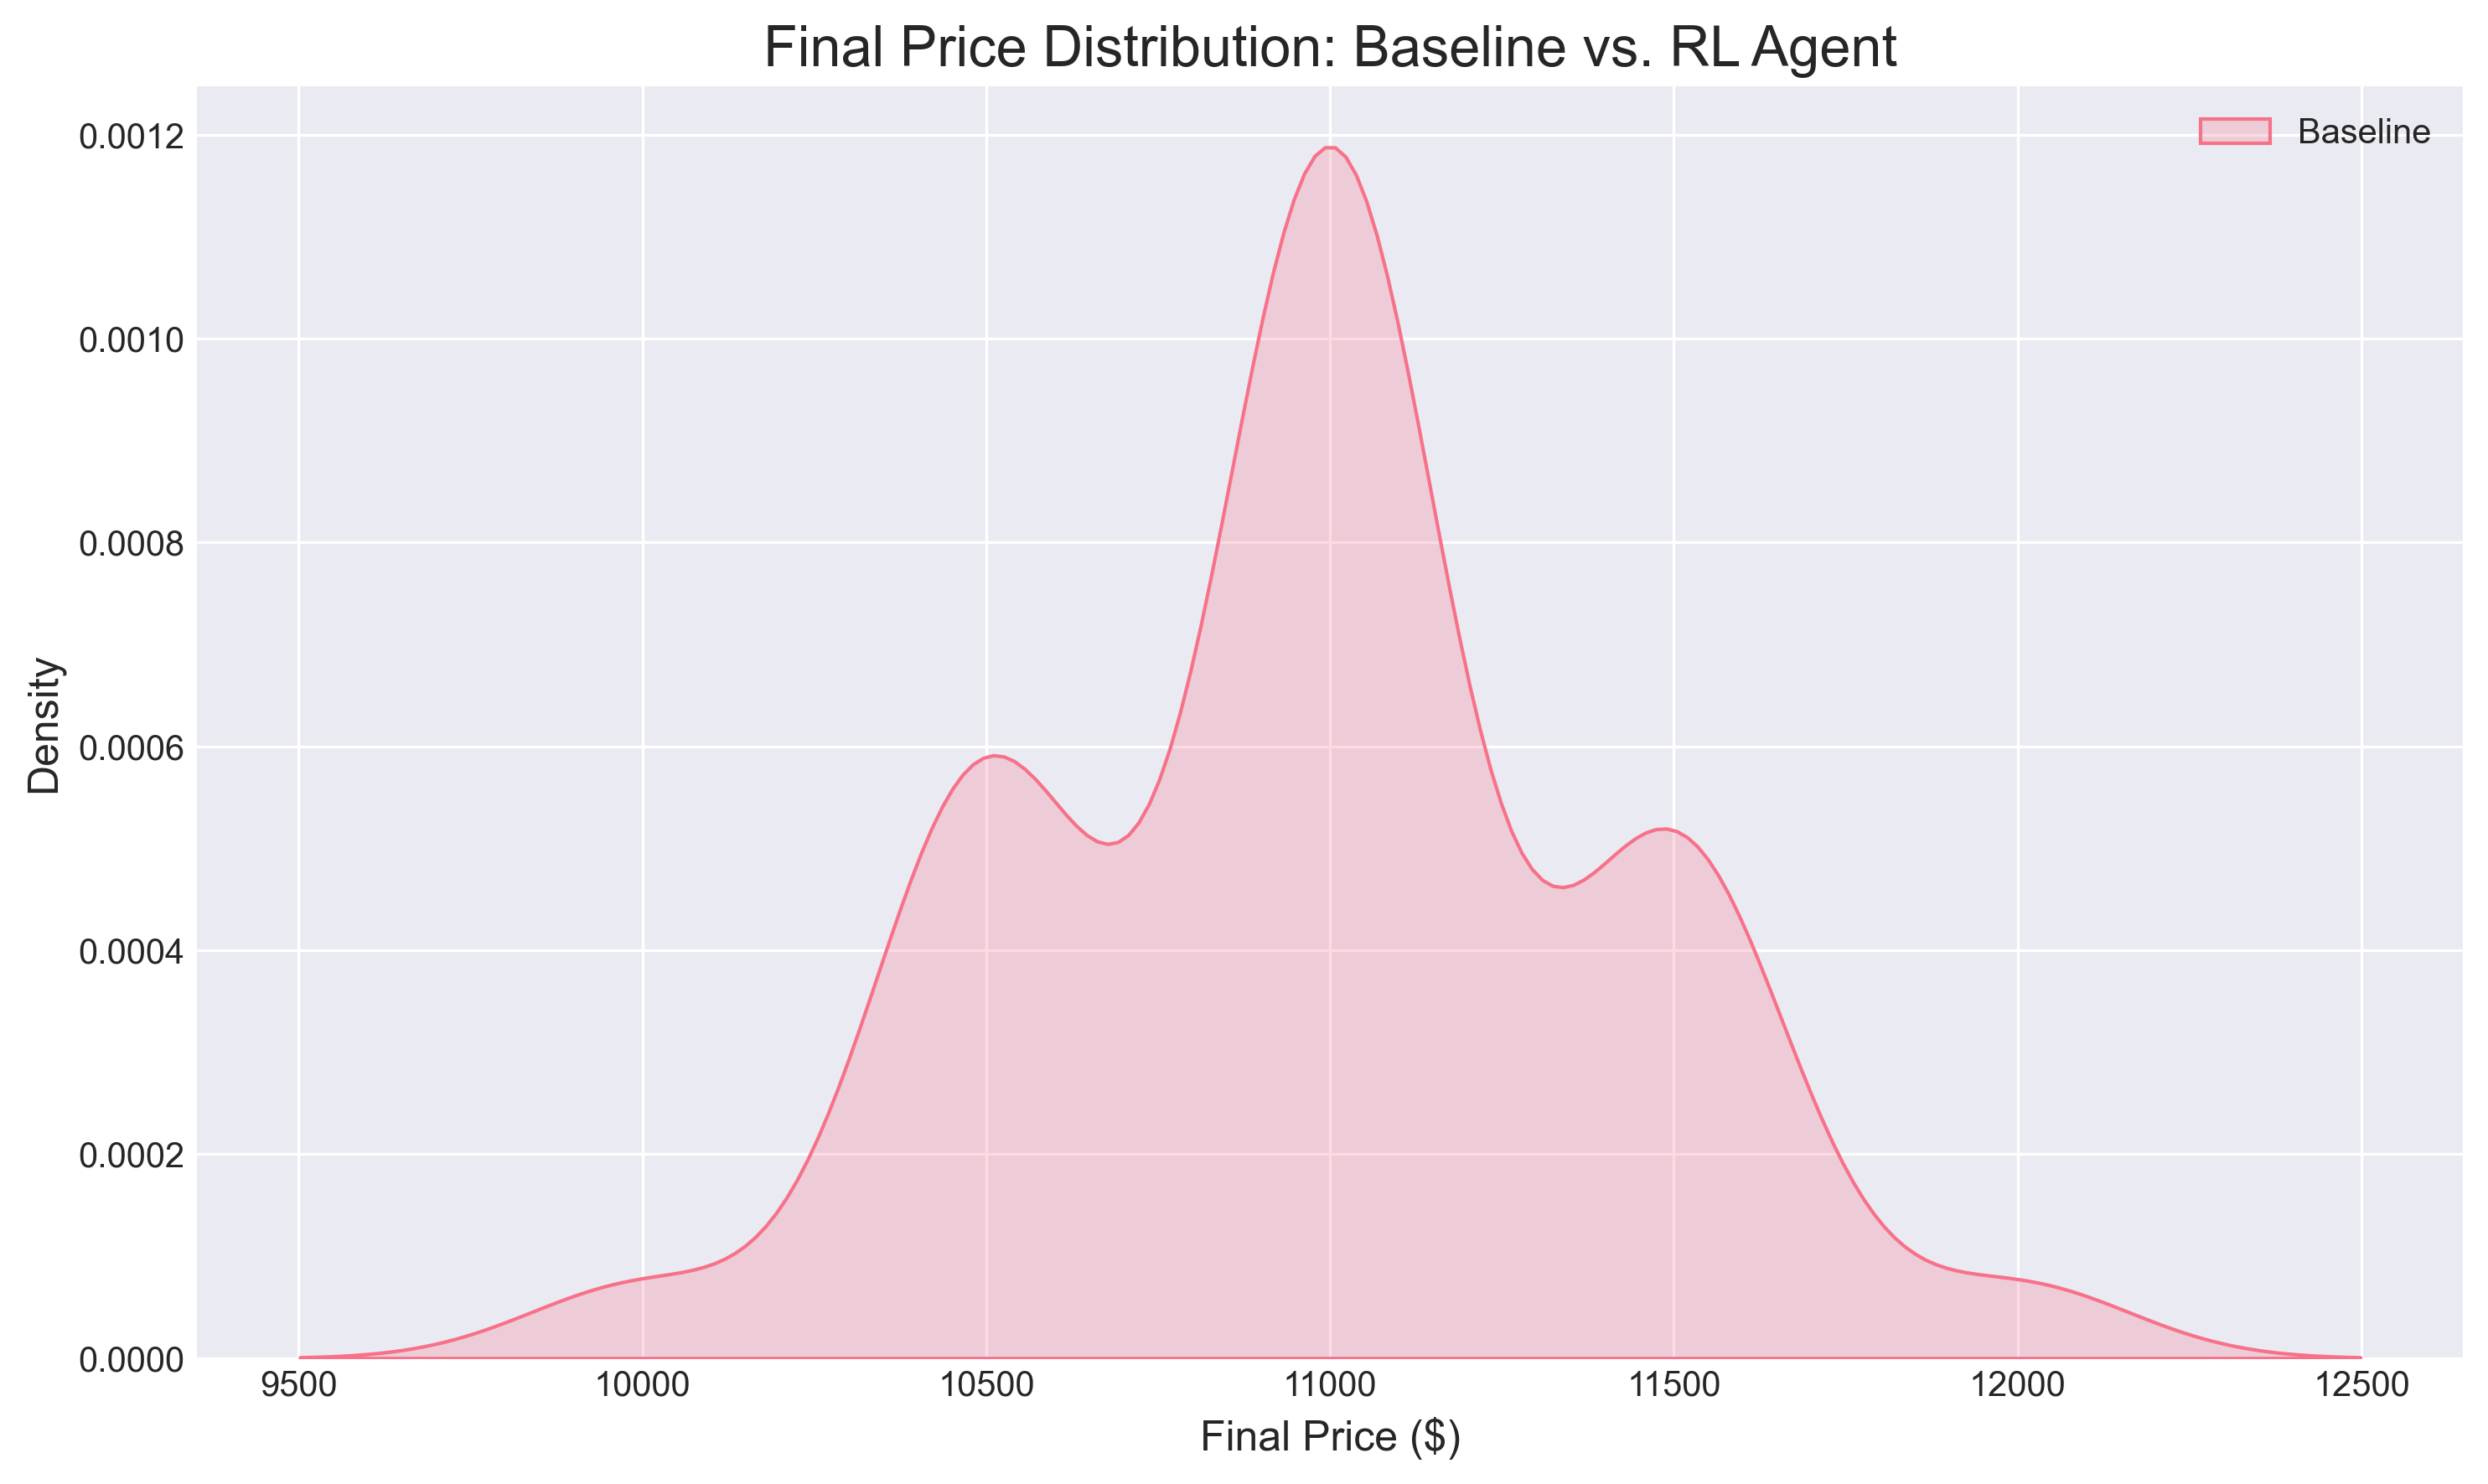 Final Price Distribution: Baseline vs. RL Agent
Baseline
0.0012
0.0010
0.0008
0.0006
0.0004
0.0002
0.0000
Density
9500 10000 10500 11000 11500 12000 12500
Final Price ($)